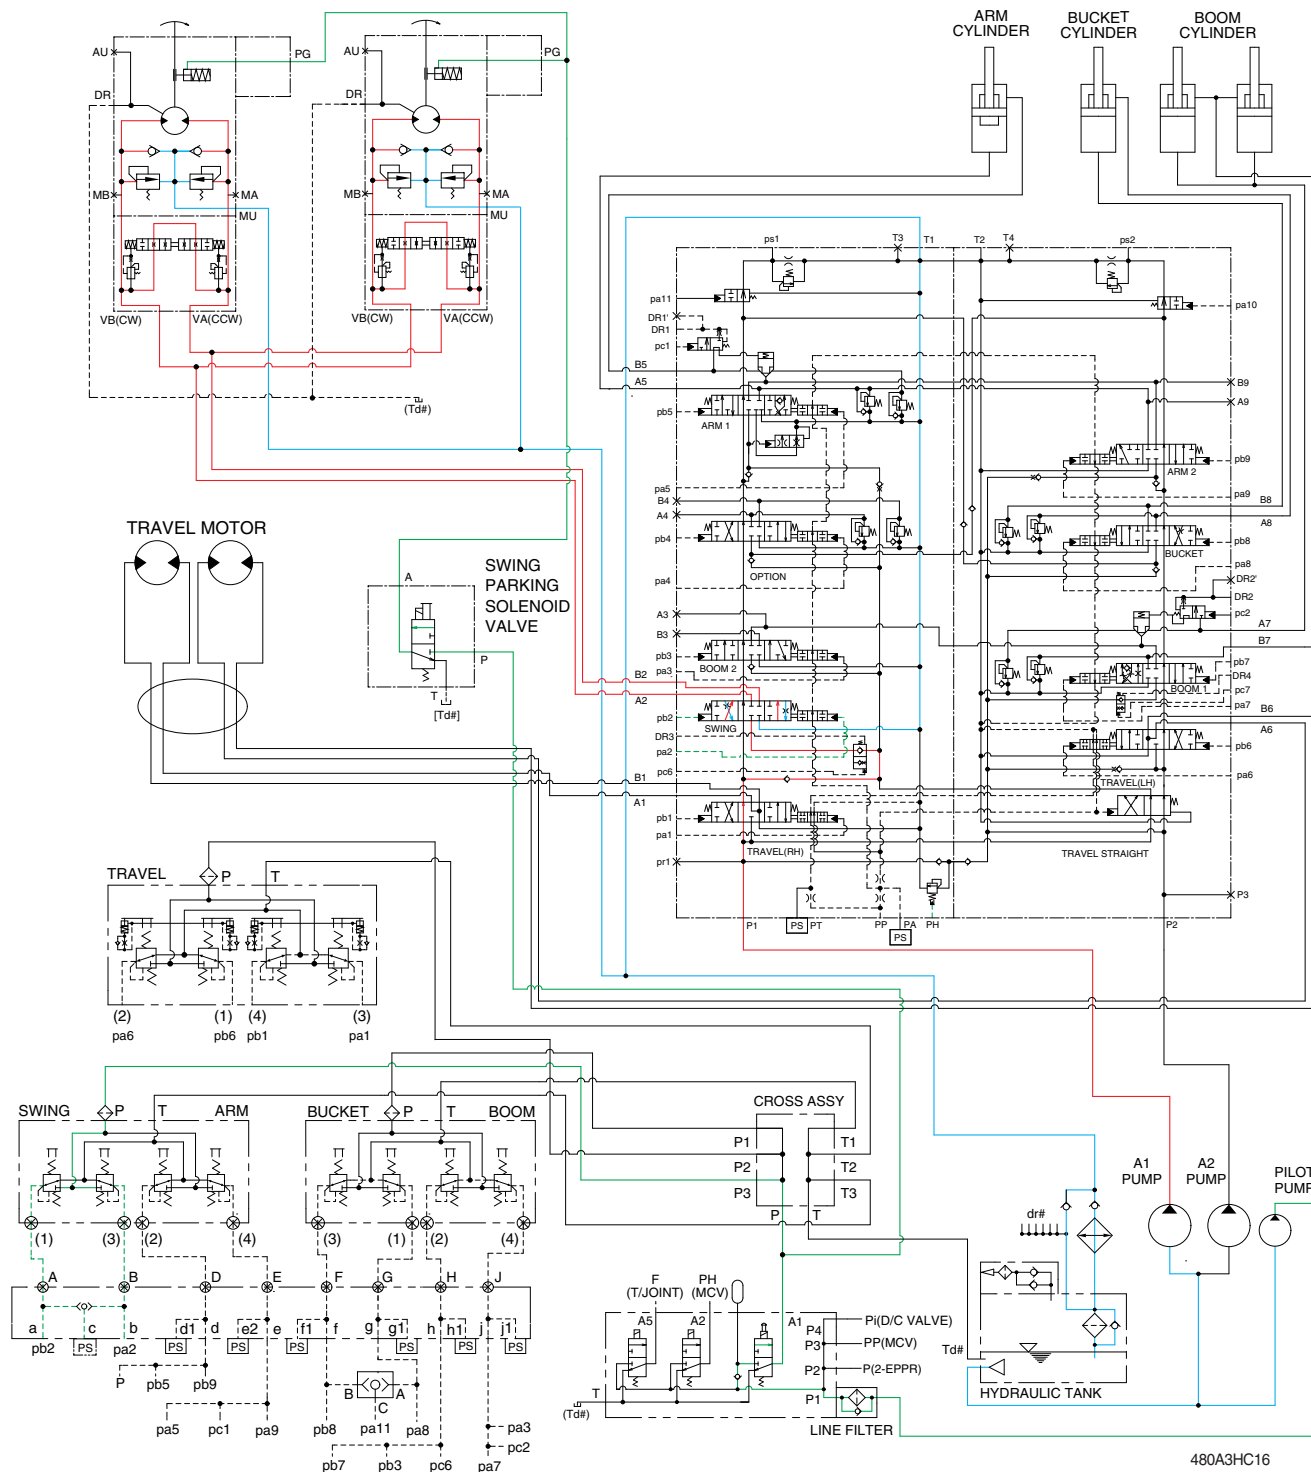 ARM
CYLINDER
BUCKET
CYLINDER
BOOM
CYLINDER
AU
PG
DR
MB
MA
MU
VB(CW)
VA(CCW)
AU
PG
DR
MB
MA
MU
VB(CW)
VA(CCW)
(Td#)
ps1
T3
T1
T2
T4
ps2
pa11
DR1'
DR1
pc1
B5
A5
pb5
ARM 1
pa5
B4
A4
pb4
OPTION
pa4
A3
B3
pb3
BOOM 2
pa3
B2
A2
pb2
SWING
DR3
pa2
pc6
B1
A1
pb1
pa1
TRAVEL(RH)
pr1
pa10
B9
A9
pb9
ARM 2
pa9
B8
A8
pb8
BUCKET
pa8
DR2'
DR2
pc2
A7
B7
pb7
DR4
BOOM 1
pc7
pa7
B6
A6
pb6
TRAVEL(LH)
pa6
TRAVEL STRAIGHT
P3
P1
PS
PT
PP
PA
PS
PH
P2
TRAVEL MOTOR
SWING
PARKING
SOLENOID
VALVE
A
P
T
[Td#]
TRAVEL
P
T
(2)
(1)
(4)
(3)
pa6
pb6
pb1
pa1
SWING
P
T
ARM
BUCKET
P
T
BOOM
(1)
(3)
(2)
(4)
(3)
(1)
(2)
(4)
A
B
D
E
F
G
H
J
a
c
b
d1
d
e2
e
f1
f
g
g1
h
h1
j
j1
pb2
PS
pa2
PS
PS
PS
PS
PS
PS
P
pb5
pb9
pa5
pc1
pa9
B
A
C
pb8
pa11
pa8
pb7
pb3
pc6
pa3
pc2
pa7
CROSS ASSY
P1
T1
P2
T2
P3
T3
P
T
F
(T/JOINT)
PH
(MCV)
A5
A2
A1
P4
Pi(D/C VALVE)
P3
PP(MCV)
P2
P(2-EPPR)
P1
T
(Td#)
LINE FILTER
A1
PUMP
A2
PUMP
PILOT
PUMP
dr#
Td#
HYDRAULIC TANK
480A3HC16